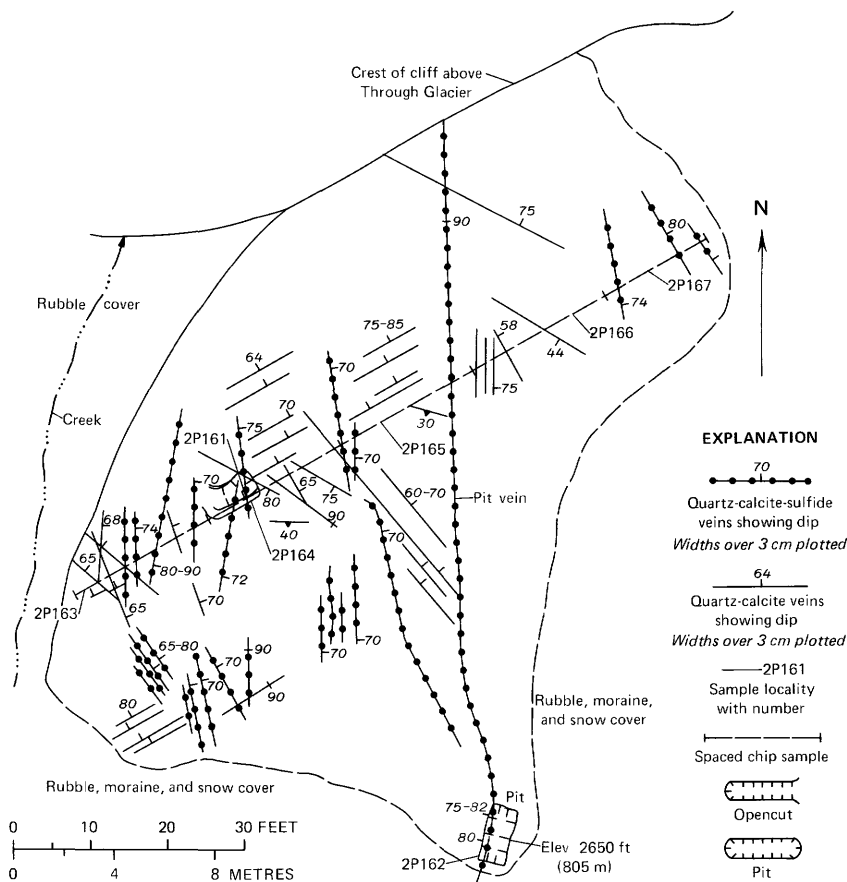 Crest of cliff above
Through Glacier
N
75
90
80
Rubble cover
2P167
74
2P166
75-85
58
64
44
70
75
Creek
70
30
2P165
75
2P161
70
EXPLANATION
70
Quartz-calcite-sulfide
veins showing dip
Widths over 3 cm plotted
70
65
75
80
60-70
Pit vein
68
74
90
40
2P164
70
65
80-90
72
2P163
65
70
64
Quartz-calcite veins
showing dip
Widths over 3 cm plotted
65-80
90
70
70
70
70
90
80
2P161
Sample locality
with number
Rubble, moraine,
and snow cover
Spaced chip sample
Rubble, moraine, and snow cover
Opencut
75-82
Pit
80
Elev 2650 ft
(805 m)
2P162
Pit
0 10 20 30 FEET
0 4 8 METRES